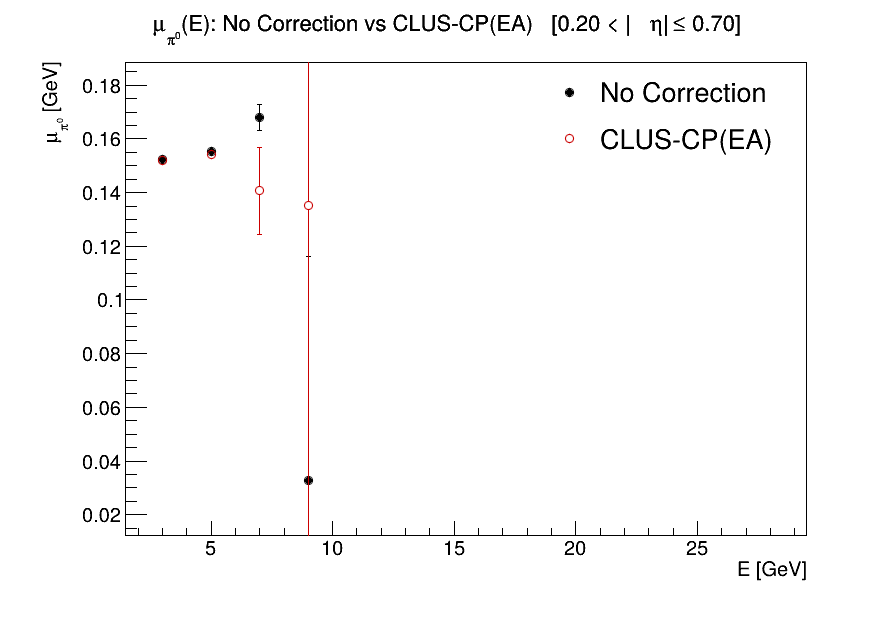 μ_π⁰(E): No Correction vs CLUS-CP(EA) [0.20 < | η| ≤ 0.70]
μ_π⁰ [GeV]
0.18
0.16
0.14
0.12
0.1
0.08
0.06
0.04
0.02
No Correction
CLUS-CP(EA)
5 10 15 20 25
E [GeV]